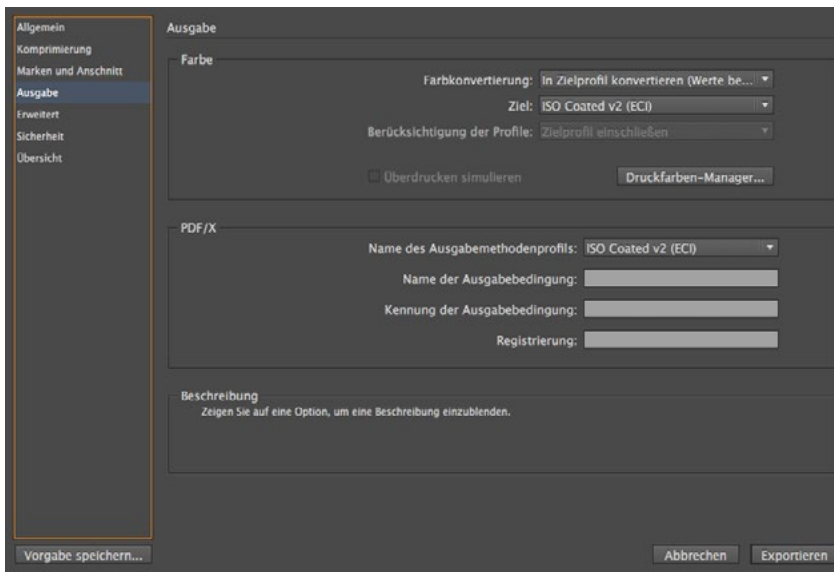 Allgemein
Komprimierung
Marken und Anschnitt
Ausgabe
Erweitert
Sicherheit
Übersicht
Ausgabe
Farbe
Farbkonvertierung: In Zielprofil konvertieren (Werte be...
Ziel: ISO Coated v2 (ECI)
Berücksichtigung der Profile: Zielprofil einschließen
Überdrucken simulieren Druckfarben-Manager...
PDF/X
Name des Ausgabemethodenprofils: ISO Coated v2 (ECI)
Name der Ausgabebedingung:
Kennung der Ausgabebedingung:
Registrierung:
Beschreibung
Zeigen Sie auf eine Option, um eine Beschreibung einzublenden.
Vorgabe speichern... Abbrechen Exportieren